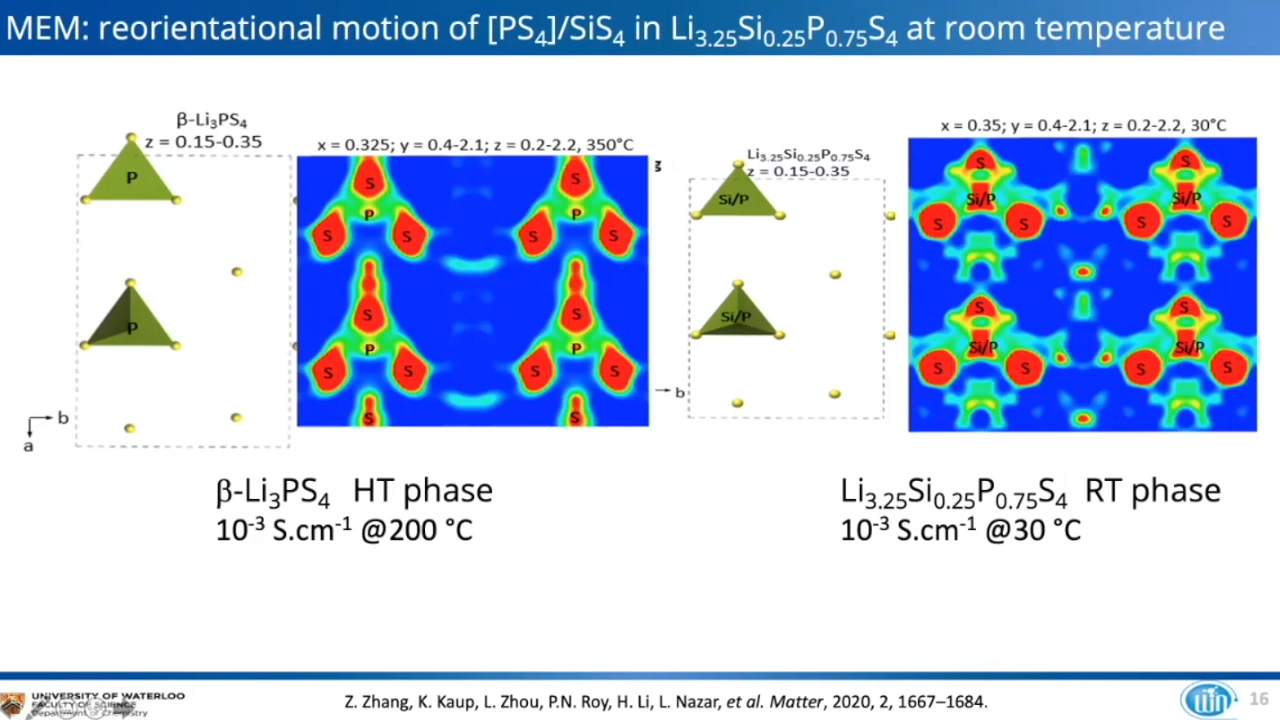 MEM: reorientational motion of [PS4]/SiS4 in Li3.25Si0.25P0.75S4 at room temperature
β-Li3PS4
z = 0.15-0.35
P
P
b
a
x = 0.325; y = 0.4-2.1; z = 0.2-2.2, 350°C
S S
P P
S S S S
S S
P P
S S S S
S S
Li3.25Si0.25P0.75S4
z = 0.15-0.35
Si/P
Si/P
b
x = 0.35; y = 0.4-2.1; z = 0.2-2.2, 30°C
S S
Si/P Si/P
S S S S
S S
Si/P Si/P
S S S S
β-Li3PS4 HT phase
10-3 S.cm-1 @200 °C
Li3.25Si0.25P0.75S4 RT phase
10-3 S.cm-1 @30 °C
UNIVERSITY OF WATERLOO
FACULTY OF SCIENCE
Department of Chemistry
Z. Zhang, K. Kaup, L. Zhou, P.N. Roy, H. Li, L. Nazar, et al. Matter, 2020, 2, 1667–1684.
16